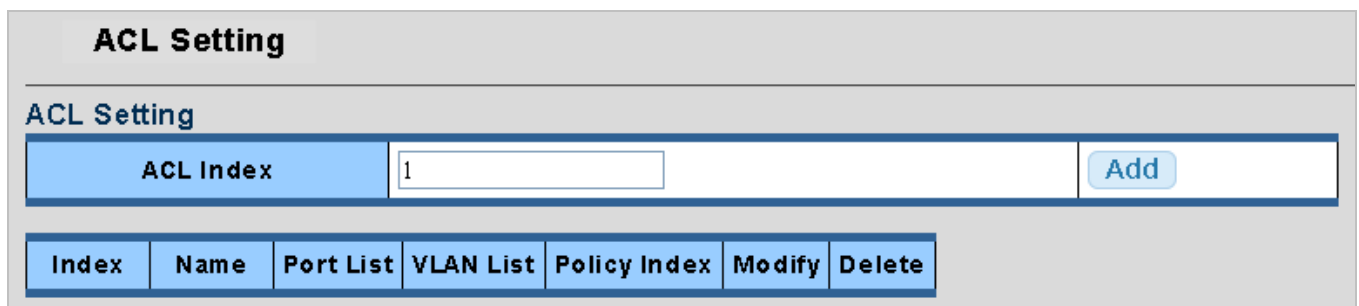 ACL Setting
ACL Setting
ACL Index 1 Add
Index Name Port List VLAN List Policy Index Modify Delete